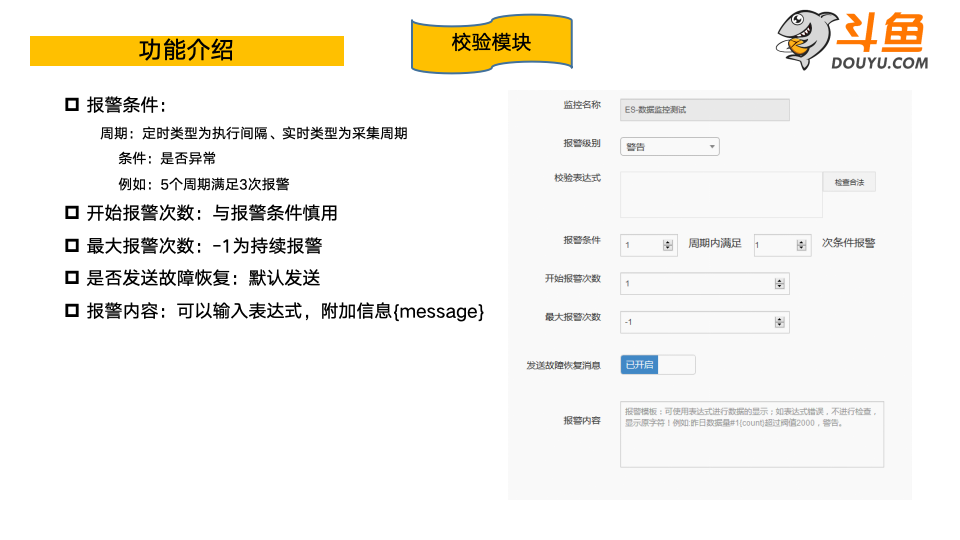 功能介绍
校验模块
斗鱼
DOUYU.COM
报警条件：
周期：定时类型为执行间隔、实时类型为采集周期
条件：是否异常
例如：5个周期满足3次报警
开始报警次数：与报警条件慎用
最大报警次数：-1为持续报警
是否发送故障恢复：默认发送
报警内容：可以输入表达式，附加信息{message}
监控名称 ES-数据监控测试
报警级别 警告
校验表达式 检查合法
报警条件 1 周期内满足 1 次条件报警
开始报警次数 1
最大报警次数 -1
发送故障恢复消息 已开启
报警内容 报警模板：可使用表达式进行数据的显示；如表达式错误，不进行检查，
显示原字符！例如:昨日数据量#1{count}超过阈值2000，警告。